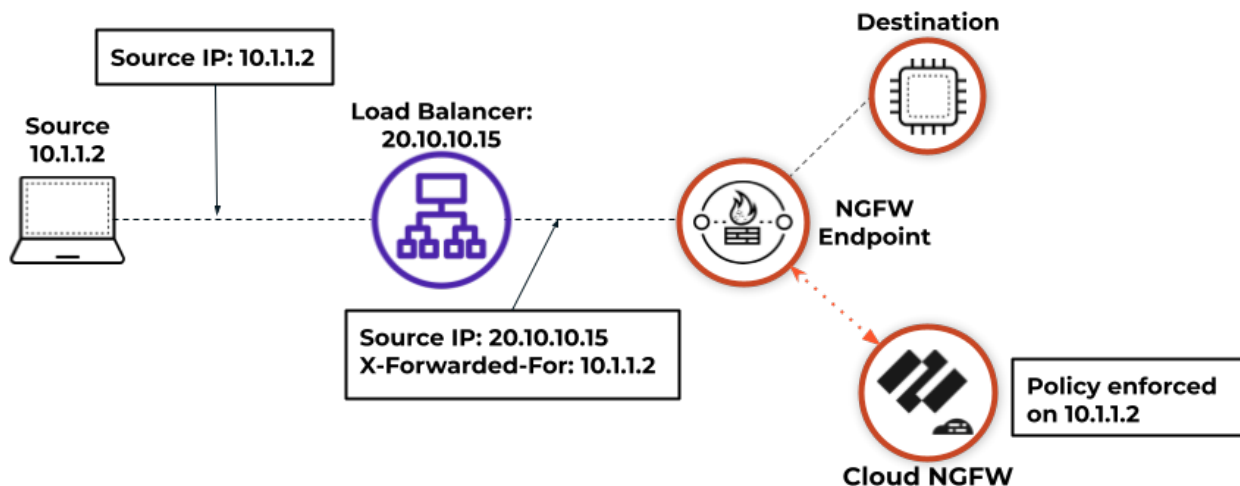 Source IP: 10.1.1.2
Source
10.1.1.2
Load Balancer:
20.10.10.15
Source IP: 20.10.10.15
X-Forwarded-For: 10.1.1.2
Destination
NGFW
Endpoint
Policy enforced
on 10.1.1.2
Cloud NGFW